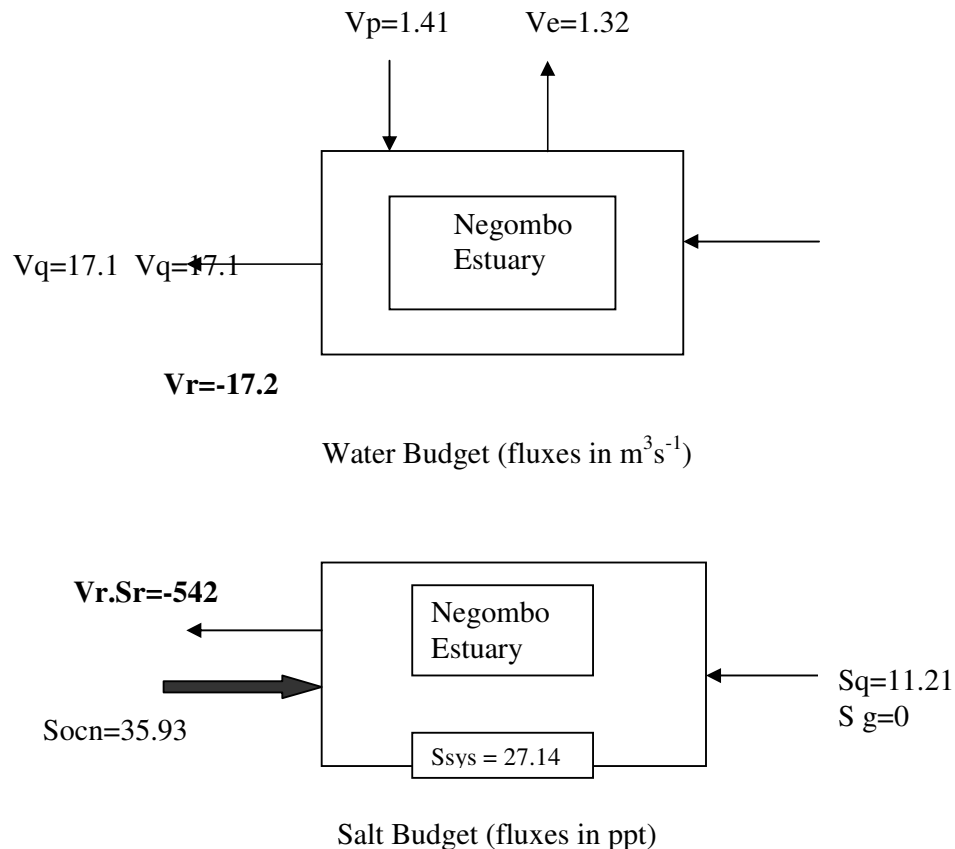 Vp=1.41 Ve=1.32
Negombo
Estuary
Vq=17.1 Vq=17.1
Vr=-17.2
Water Budget (fluxes in m³s⁻¹)
Vr.Sr=-542
Negombo
Estuary
Sq=11.21
S g=0
Socn=35.93
Ssys = 27.14
Salt Budget (fluxes in ppt)